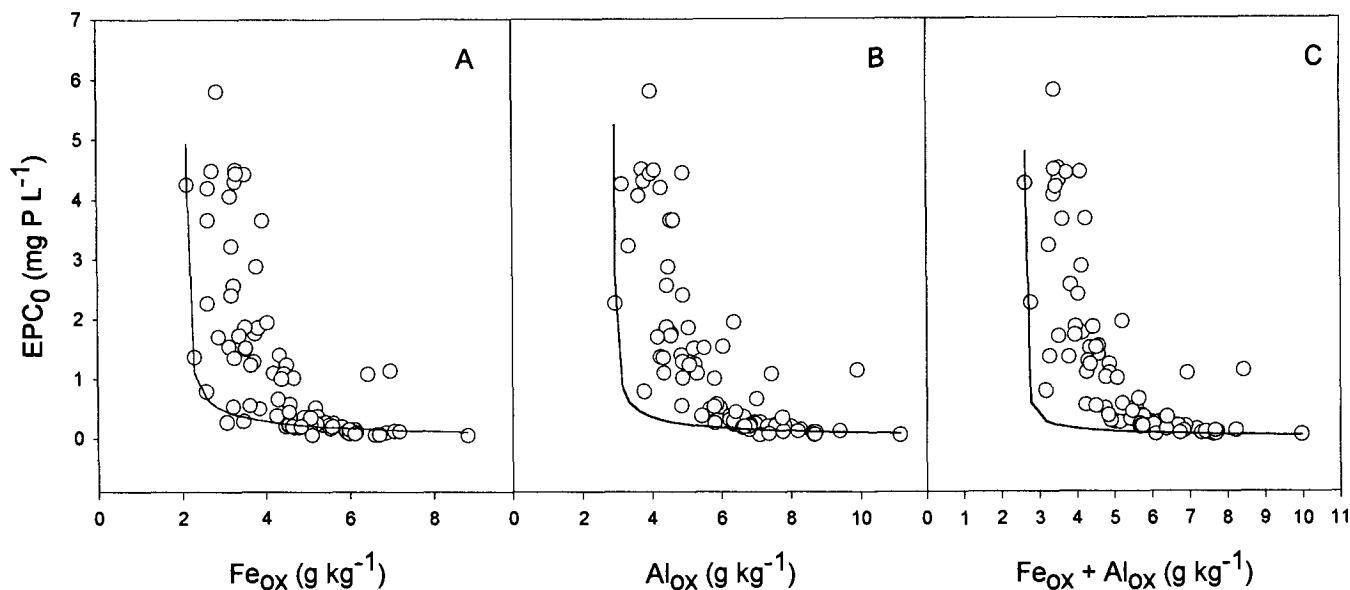 7
6
5
4
3
2
1
0
EPC0 (mg P L⁻¹)
A
B
C
0 2 4 6 8
0 2 4 6 8 10
0 1 2 3 4 5 6 7 8 9 10 11
FeOX (g kg⁻¹)
AlOX (g kg⁻¹)
FeOX + AlOX (g kg⁻¹)